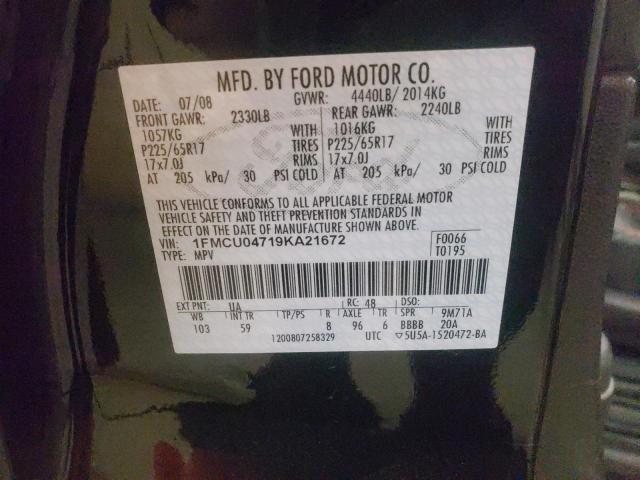 MFD. BY FORD MOTOR CO.
DATE: 07/08 GVWR: 4440LB/ 2014KG
FRONT GAWR: 2330LB REAR GAWR: 2240LB
1057KG WITH 1016KG WITH
P225/65R17 TIRES P225/65R17 TIRES
17x7.0J RIMS 17x7.0J RIMS
AT 205 kPa/ 30 PSI COLD AT 205 kPa/ 30 PSI COLD
THIS VEHICLE CONFORMS TO ALL APPLICABLE FEDERAL MOTOR
VEHICLE SAFETY AND THEFT PREVENTION STANDARDS IN
EFFECT ON THE DATE OF MANUFACTURE SHOWN ABOVE.
VIN: 1FMCU04719KA21672 F0066
TYPE: MPV T0195
EXT PNT: UA RC: 48 DSO:
WB INT TR TP/PS R AXLE TR SPR 9M71A
103 59 8 96 6 BBBB 20A
1200807258329 UTC ▽5U5A-1520472-BA